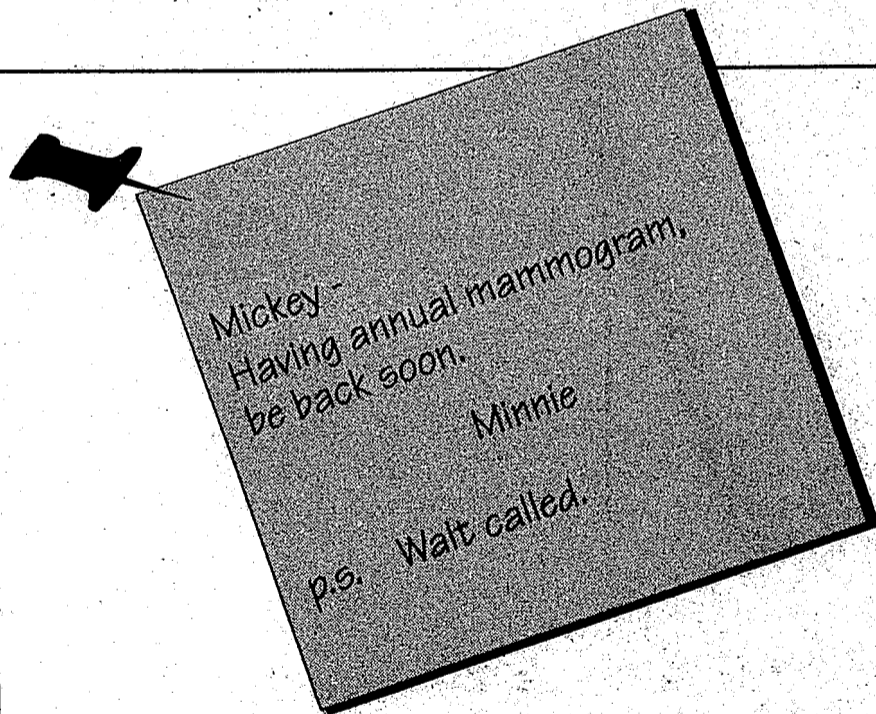 Mickey -
Having annual mammogram,
be back soon.
Minnie
p.s. Walt called.